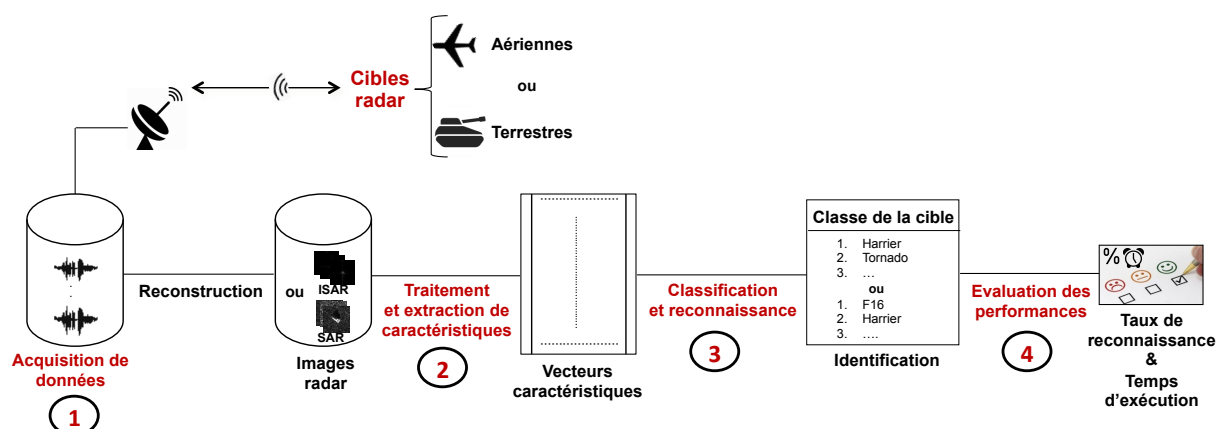 Cibles
radar
Aériennes
ou
Terrestres
Acquisition de
données
1
Reconstruction
ou
ISAR
SAR
Images
radar
Traitement
et extraction de
caractéristiques
2
Vecteurs
caractéristiques
Classification
et reconnaissance
3
Classe de la cible
1. Harrier
2. Tornado
3. ...
ou
1. F16
2. Harrier
3. ....
Identification
Evaluation des
performances
4
%
Taux de
reconnaissance
&
Temps
d'exécution